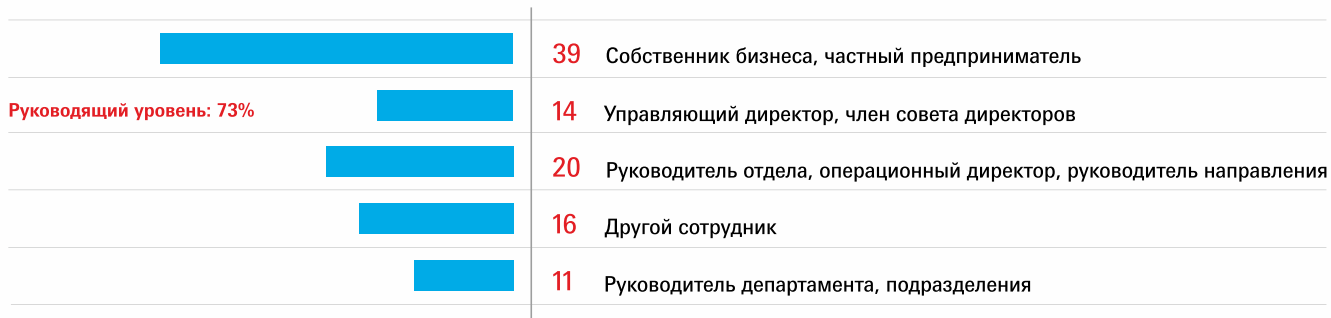 39 Собственник бизнеса, частный предприниматель
Руководящий уровень: 73%
14 Управляющий директор, член совета директоров
20 Руководитель отдела, операционный директор, руководитель направления
16 Другой сотрудник
11 Руководитель департамента, подразделения